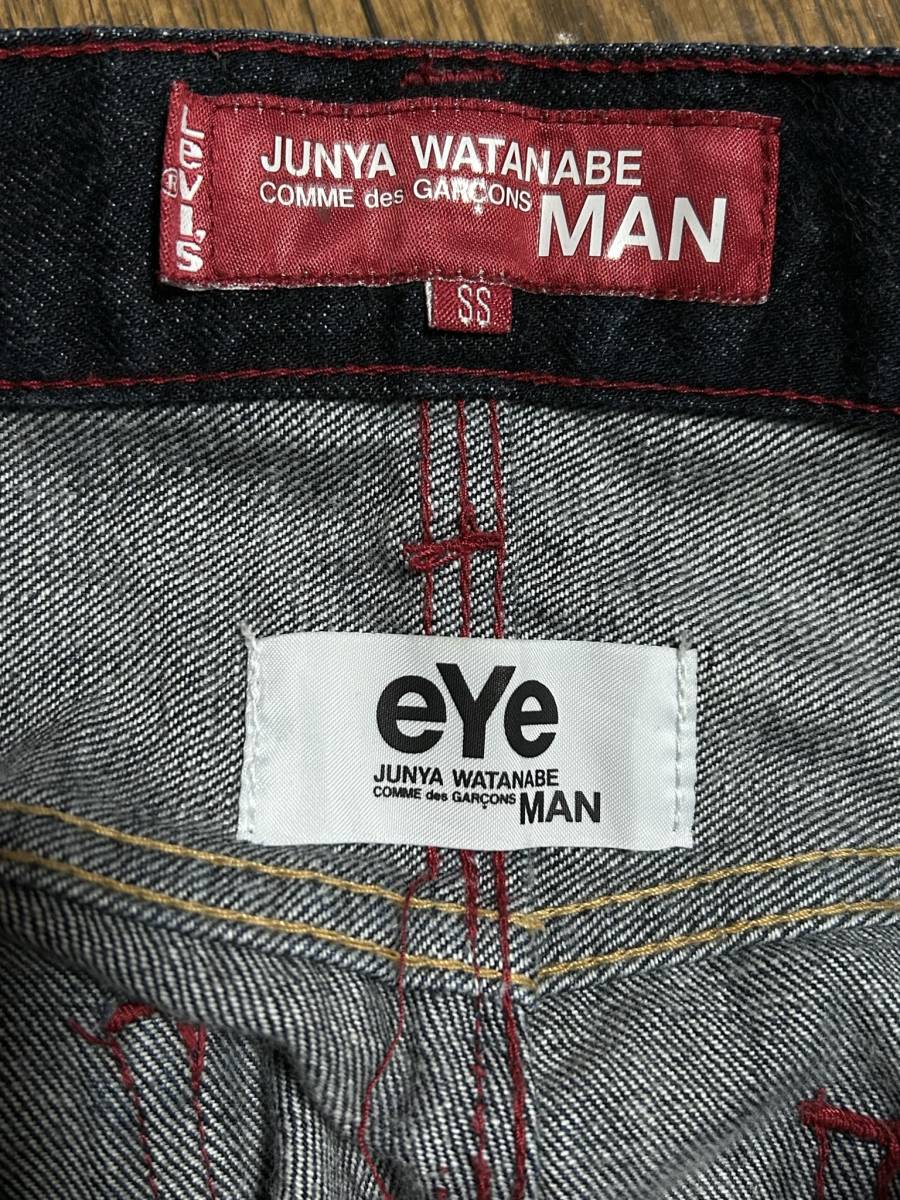 LeVI'S
®
JUNYA WATANABE
COMME des GARÇONS
MAN
SS
eYe
JUNYA WATANABE
COMME des GARÇONS MAN